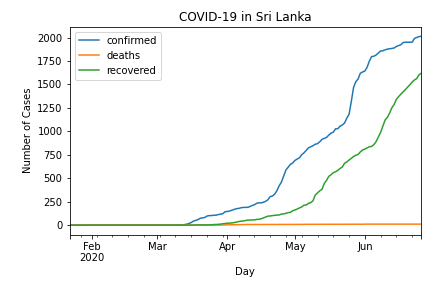 COVID-19 in Sri Lanka
confirmed
deaths
recovered
Number of Cases
2000
1750
1500
1250
1000
750
500
250
0
Feb
2020
Mar
Apr
May
Jun
Day